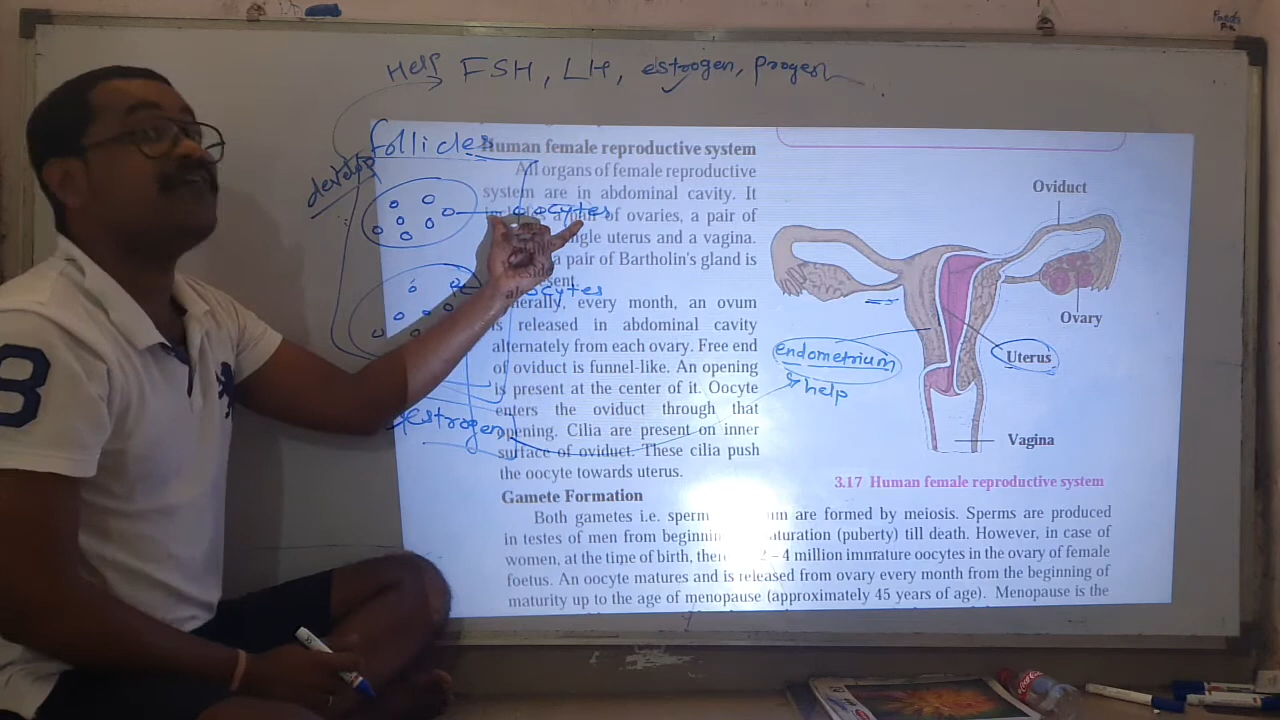 Help FSH, LH, estrogen, progen
follicles
develop
oocytes
oocytes
estrogen
Human female reproductive system
All organs of female reproductive
system are in abdominal cavity. It
a pair of ovaries, a pair of
single uterus and a vagina.
a pair of Bartholin's gland is
present.
Generally, every month, an ovum
is released in abdominal cavity
alternately from each ovary. Free end
of oviduct is funnel-like. An opening
is present at the center of it. Oocyte
enters the oviduct through that
opening. Cilia are present on inner
surface of oviduct. These cilia push
the oocyte towards uterus.
Oviduct
Ovary
endometrium
help
Uterus
Vagina
3.17 Human female reproductive system
Gamete Formation
Both gametes i.e. sperm are formed by meiosis. Sperms are produced
in testes of men from beginning maturation (puberty) till death. However, in case of
women, at the time of birth, 2 – 4 million immature oocytes in the ovary of female
foetus. An oocyte matures and is released from ovary every month from the beginning of
maturity up to the age of menopause (approximately 45 years of age). Menopause is the
8